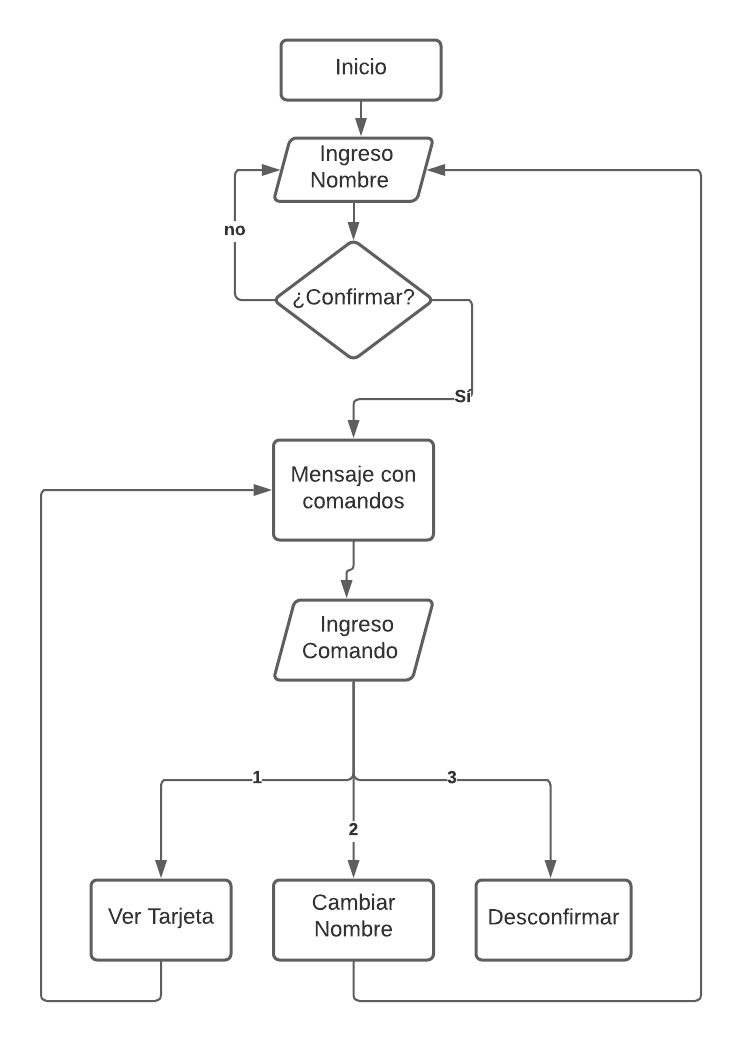 Inicio
Ingreso
Nombre
no
¿Confirmar?
Sí
Mensaje con
comandos
Ingreso
Comando
1
3
2
Ver Tarjeta
Cambiar
Nombre
Desconfirmar